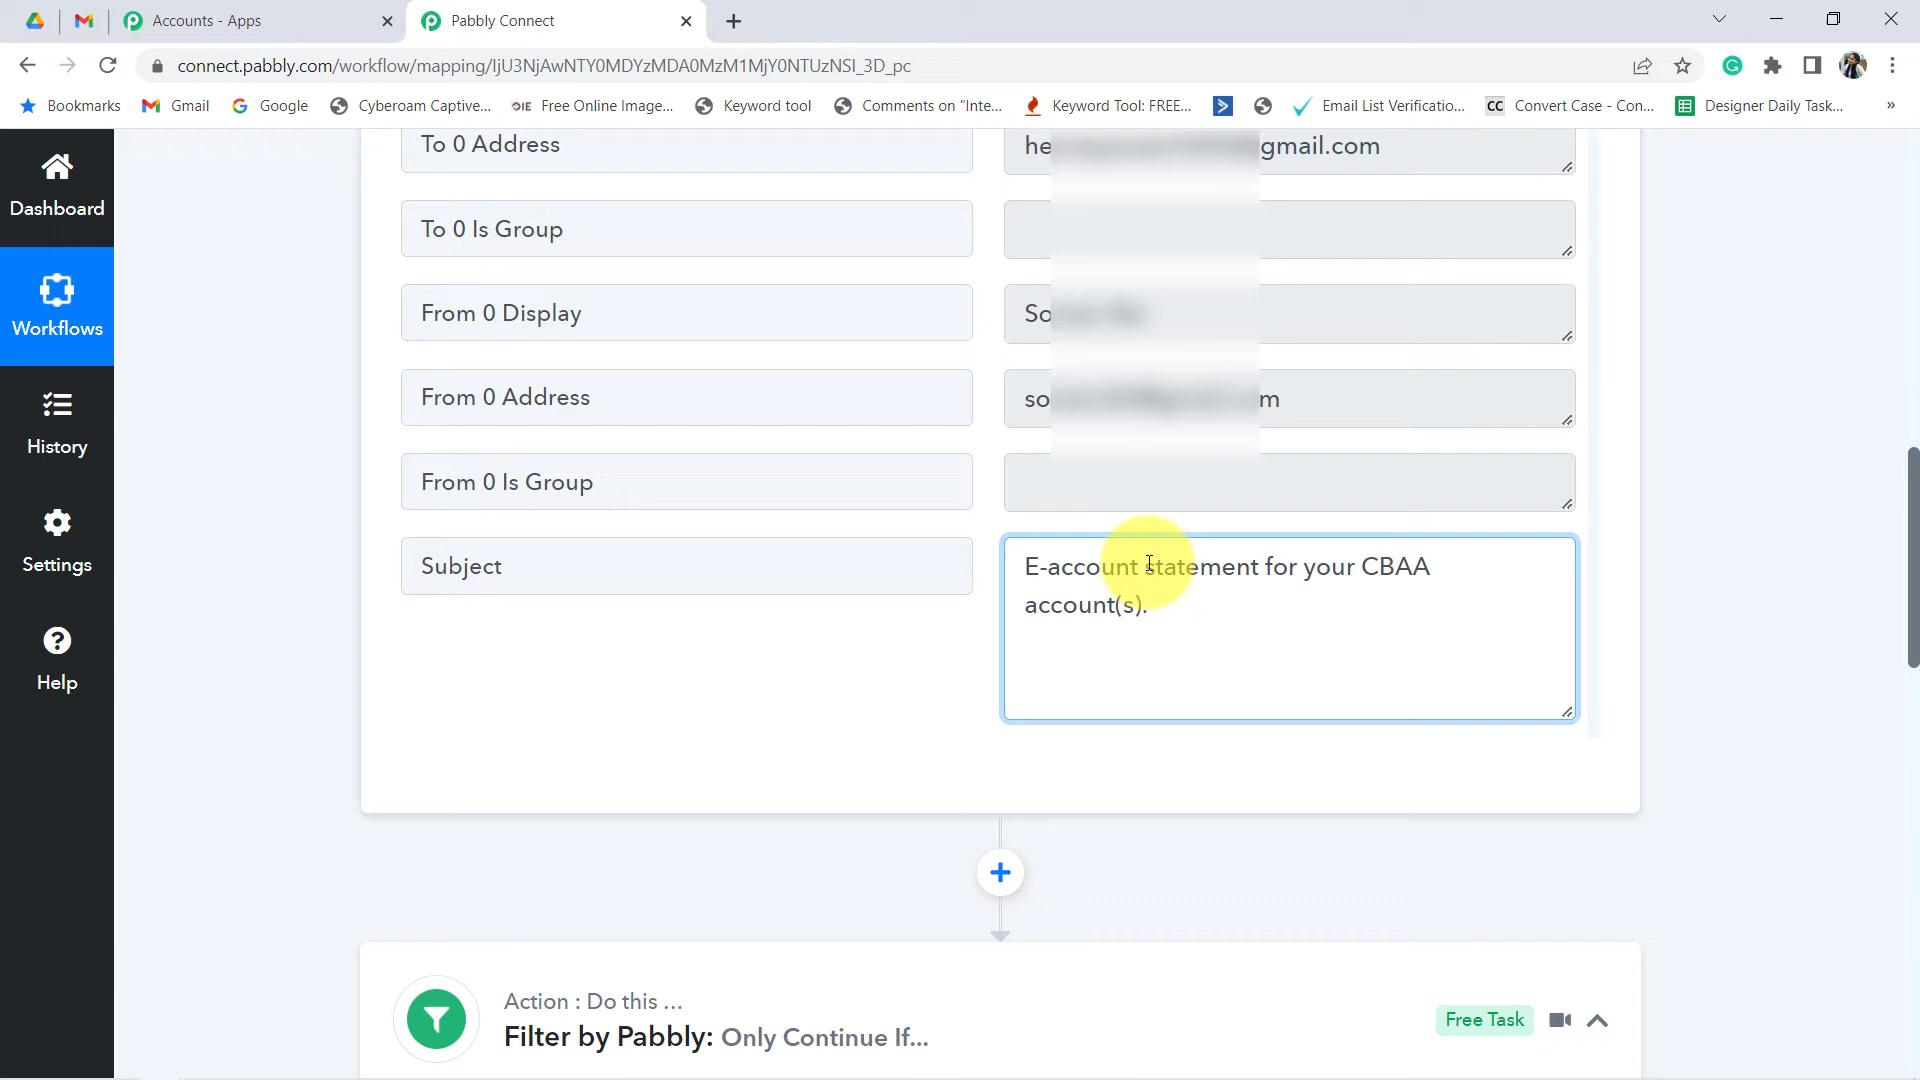 Accounts - Apps
Pabbly Connect
connect.pabbly.com/workflow/mapping/IjU3NjAwNTY0MDYzMDA0MzM1MjY0NTUzNSI_3D_pc
Bookmarks
Gmail
Google
Cyberoam Captive...
OIE Free Online Image...
Keyword tool
Comments on "Inte...
Keyword Tool: FREE...
Email List Verificatio...
CC Convert Case - Con...
Designer Daily Task...
»
Dashboard
Workflows
History
Settings
Help
To 0 Address
he
gmail.com
To 0 Is Group
From 0 Display
So
From 0 Address
so
m
From 0 Is Group
Subject
E-account statement for your CBAA
account(s).
Action : Do this ...
Filter by Pabbly: Only Continue If...
Free Task